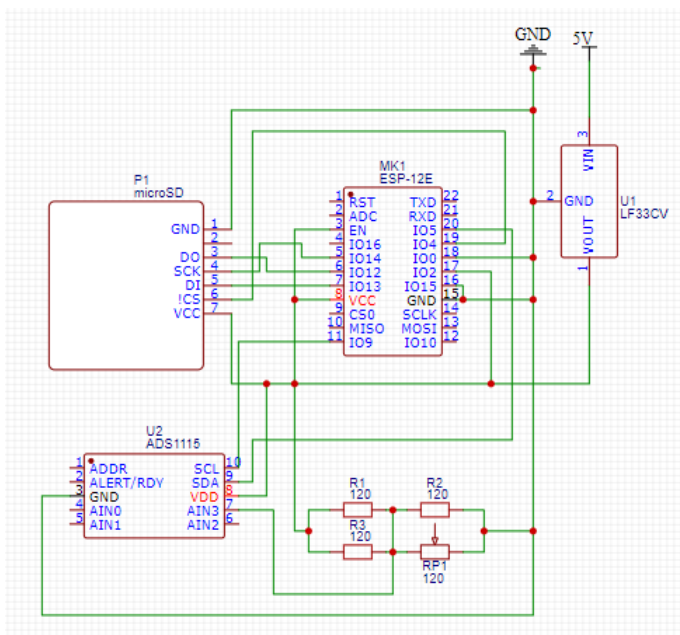 GND 5V
P1
microSD
GND 1
2
DO 3
SCK 4
DI 5
!CS 6
VCC 7
MK1
ESP-12E
1 RST TXD 22
2 ADC RXD 21
3 EN IO5 20
4 IO16 IO4 19
5 IO14 IO0 18
6 IO12 IO2 17
7 IO13 IO15 16
8 VCC GND 15
9 CS0 SCLK 14
10 MISO MOSI 13
11 IO9 IO10 12
3 VIN
2 GND
VOUT 1
U1
LF33CV
U2
ADS1115
1 ADDR SCL 10
2 ALERT/RDY SDA 9
3 GND VDD 8
4 AIN0 AIN3 7
5 AIN1 AIN2 6
R1 R2
120 120
R3
120
RP1
120